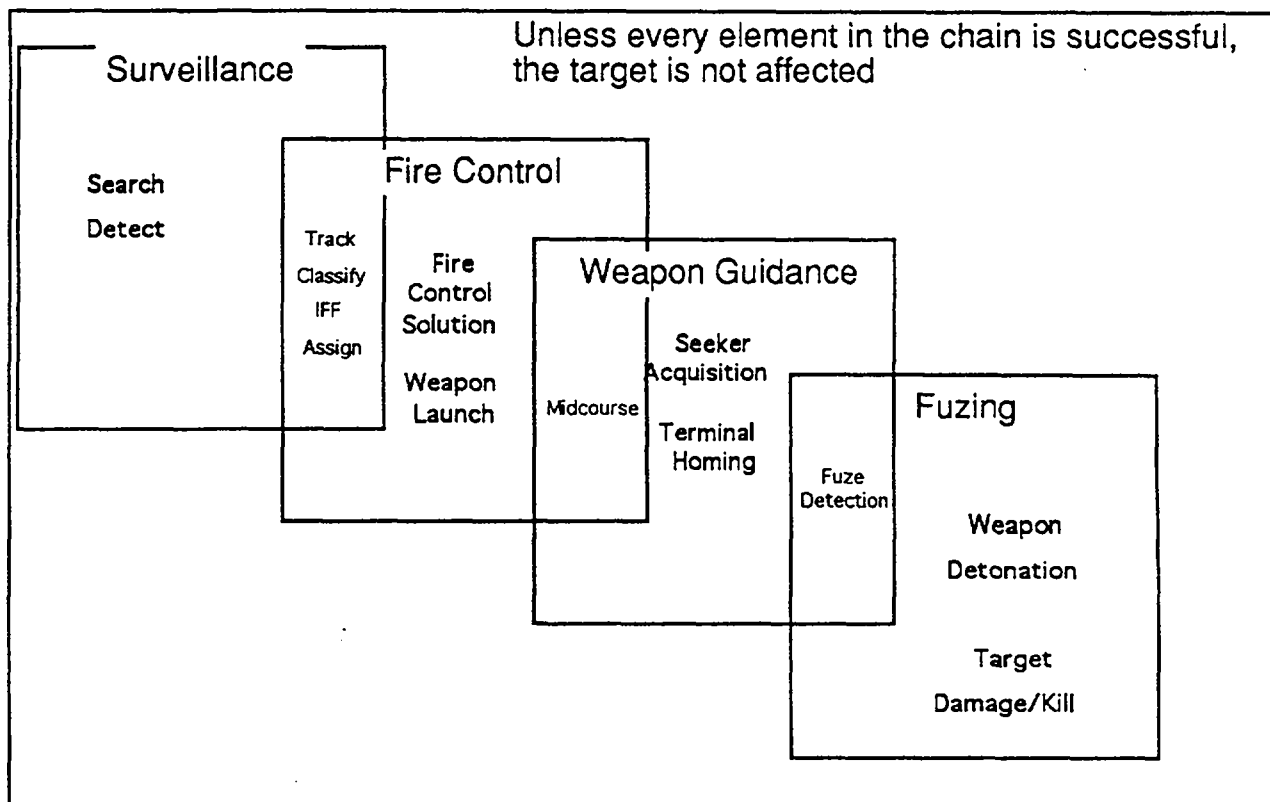 Unless every element in the chain is successful,
the target is not affected
Surveillance
Search
Detect
Fire Control
Track
Classify
IFF
Assign
Fire
Control
Solution
Weapon
Launch
Weapon Guidance
Midcourse
Seeker
Acquisition
Terminal
Homing
Fuzing
Fuze
Detection
Weapon
Detonation
Target
Damage/Kill